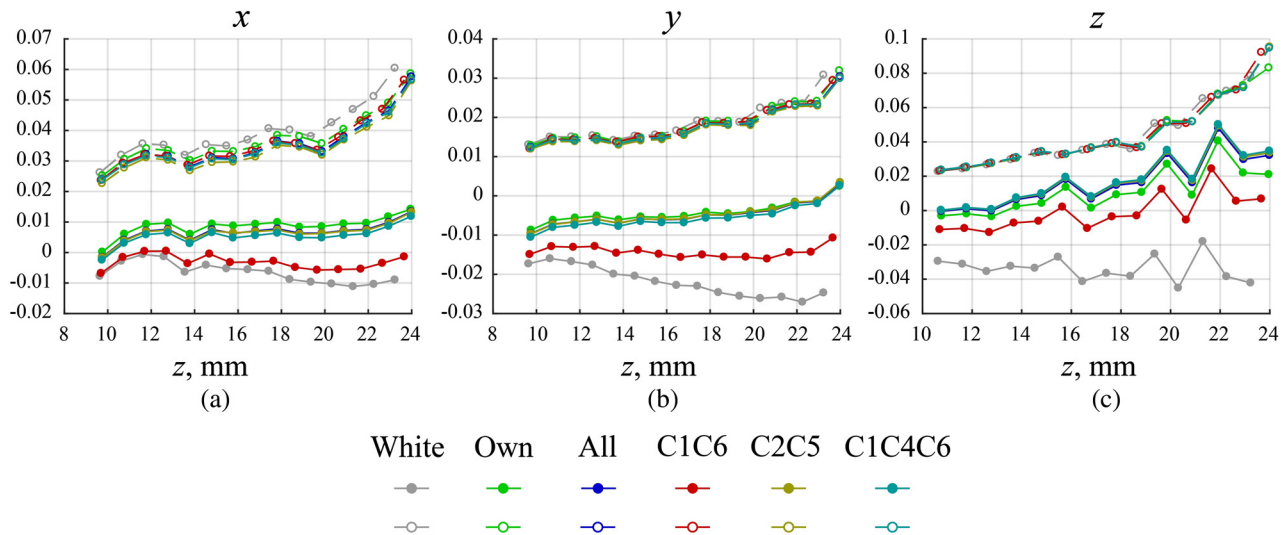 x y z
0.07 0.04 0.1
0.06 0.03 0.08
0.05 0.02 0.06
0.04 0.01 0.04
0.03 0 0.02
0.02 -0.01 0
0.01 -0.02 -0.02
0 -0.03 -0.04
-0.01 -0.06
-0.02
8 10 12 14 16 18 20 22 24 8 10 12 14 16 18 20 22 24 10 12 14 16 18 20 22 24
z, mm z, mm z, mm
(a) (b) (c)
White Own All C1C6 C2C5 C1C4C6